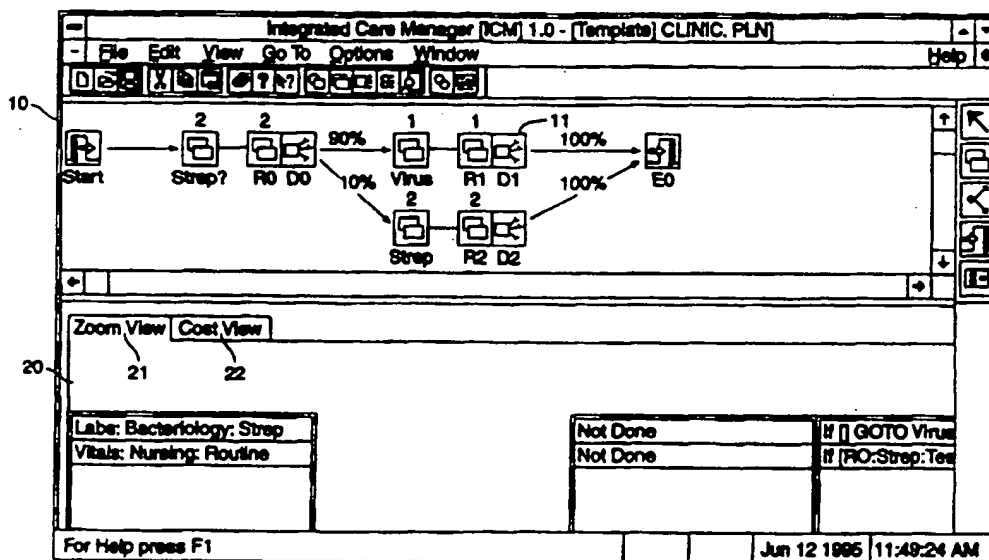 Integrated Care Manager [ICM] 1.0 - [Template] CLINIC. PLN]
File Edit View Go To Options Window Help
10
2 2 1 1 11
90% 100%
Start Strep? R0 D0 Virus R1 D1 E0
10% 100%
2 2
Strep R2 D2
Zoom View Cost View
20 21 22
Labs: Bacteriology: Strep Not Done If [] GOTO Virus
Vitals: Nursing: Routine Not Done If [RO:Strep:Tes
For Help press F1 Jun 12 1995 11:49:24 AM